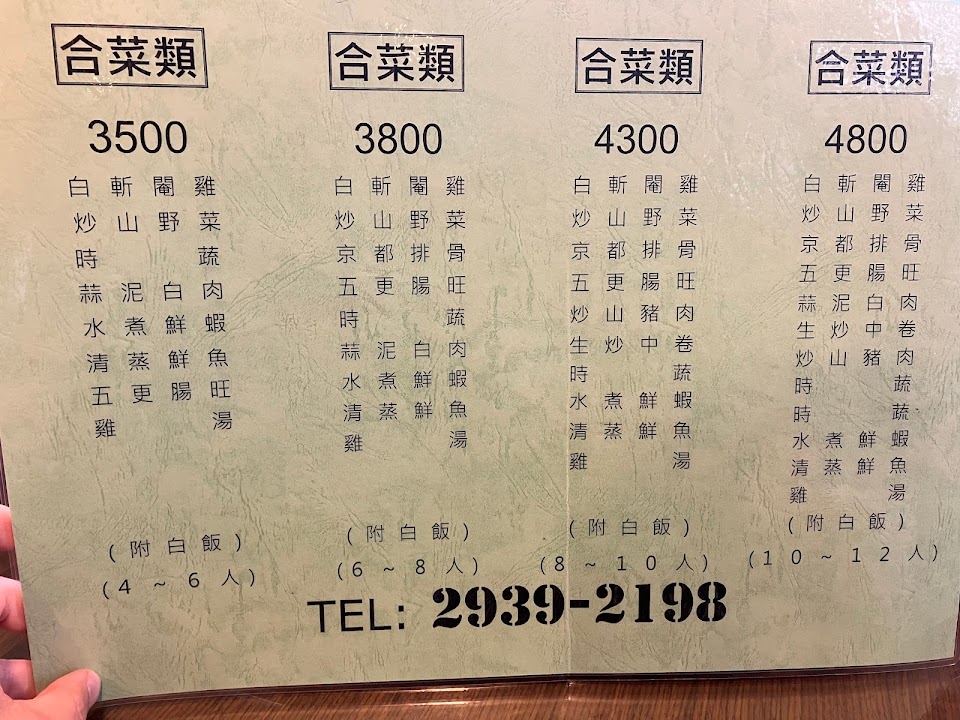 合菜類
3500
白斬閹雞
炒山野菜
時蔬
蒜泥白肉
水煮鮮蝦
清蒸鮮魚
五更腸旺
雞湯
(附白飯)
(4~6人)
合菜類
3800
白斬閹雞
炒山野菜
京都排骨
五更腸旺
時蔬
蒜泥白肉
水煮鮮蝦
清蒸鮮魚
雞湯
(附白飯)
(6~8人)
合菜類
4300
白斬閹雞
炒山野菜
京都排骨
五更腸旺
炒山豬肉
生炒中卷
時蔬
水煮鮮蝦
清蒸鮮魚
雞湯
(附白飯)
(8~10人)
合菜類
4800
白斬閹雞
炒山野菜
京都排骨
五更腸旺
蒜泥白肉
生炒中卷
炒山豬肉
時蔬
時蔬
水煮鮮蝦
清蒸鮮魚
雞湯
(附白飯)
(10~12人)
TEL: 2939-2198